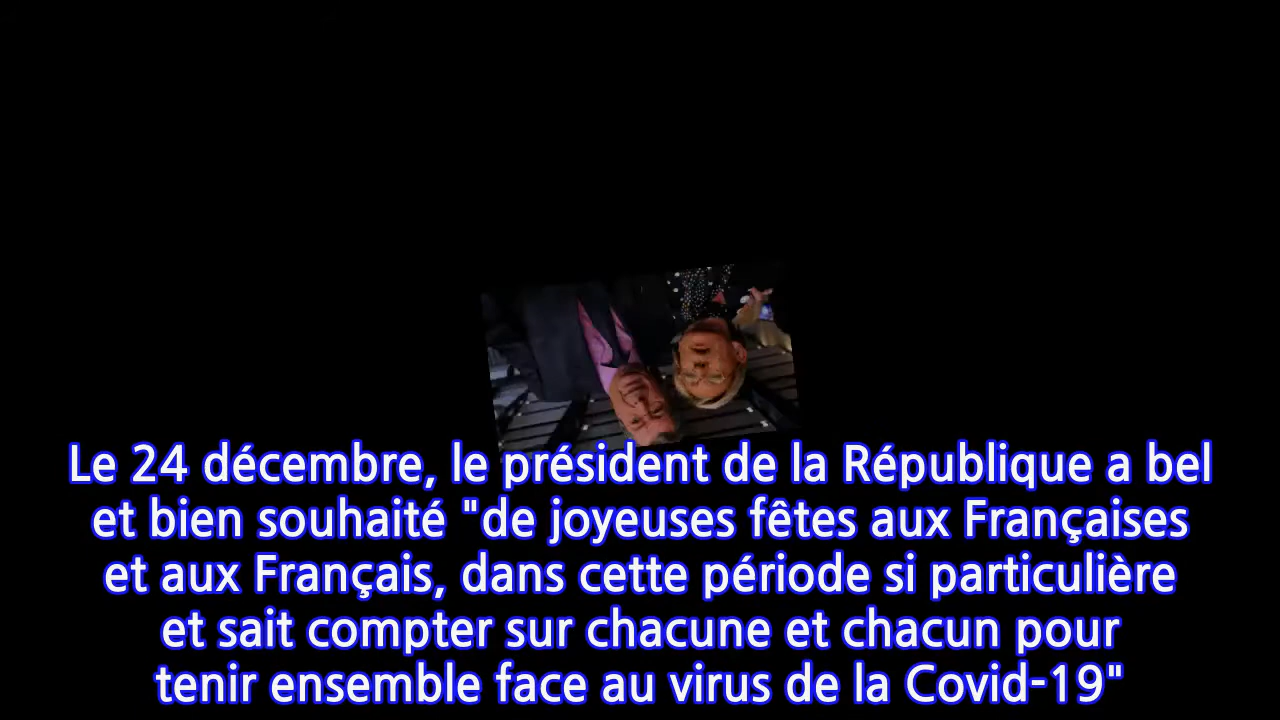 Le 24 décembre, le président de la République a bel
et bien souhaité "de joyeuses fêtes aux Françaises
et aux Français, dans cette période si particulière
et sait compter sur chacune et chacun pour
tenir ensemble face au virus de la Covid-19"